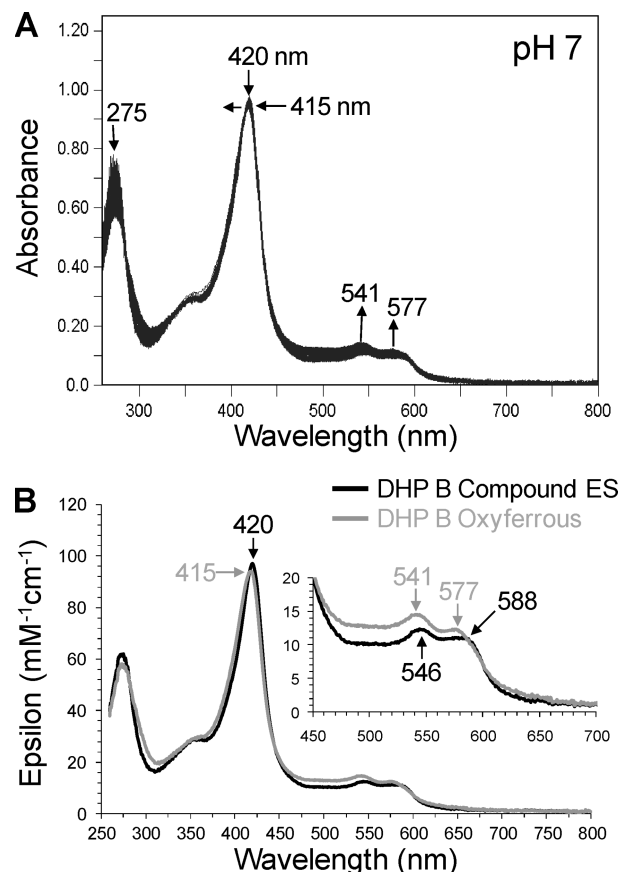 A
1.20
pH 7
420 nm
1.00
415 nm
275
0.80
Absorbance
0.60
0.40
541
577
0.20
0.0
300 400 500 600 700 800
Wavelength (nm)
B
DHP B Compound ES
DHP B Oxyferrous
120
420
100
415
20
541
577
588
80
15
Epsilon (mM-1cm-1)
10
60
546
5
40
0
450 500 550 600 650 700
20
0
250 300 350 400 450 500 550 600 650 700 750 800
Wavelength (nm)